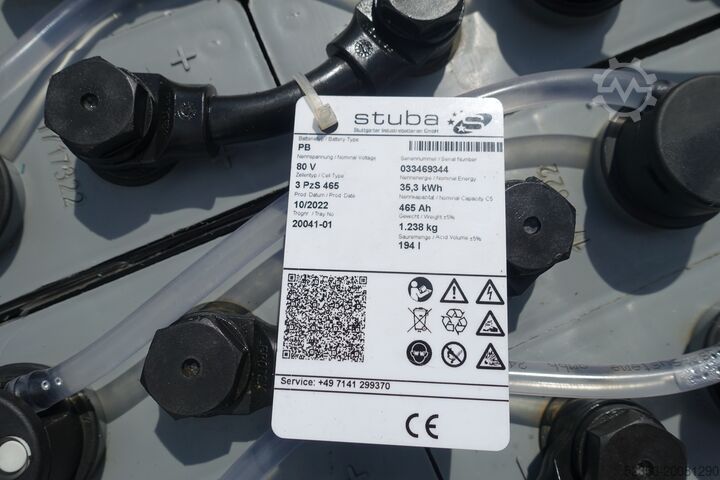 stuba
Stuttgarter Industriebatterien GmbH
Batterietyp / Battery Type
PB
Nennspannung / Nominal Voltage
80 V
Zellentyp / Cell Type
3 PzS 465
Prod. Datum / Prod. Date
10/2022
Trognr. / Tray No
20041-01
Seriennummer / Serial Number
033469344
Nennenergie / Nominal Energy
35,3 kWh
Nennkapazität / Nominal Capacity C5
465 Ah
Gewicht / Weight ±5%
1.238 kg
Säuremenge / Acid Volume ±5%
194 l
Service: +49 7141 299370
CE